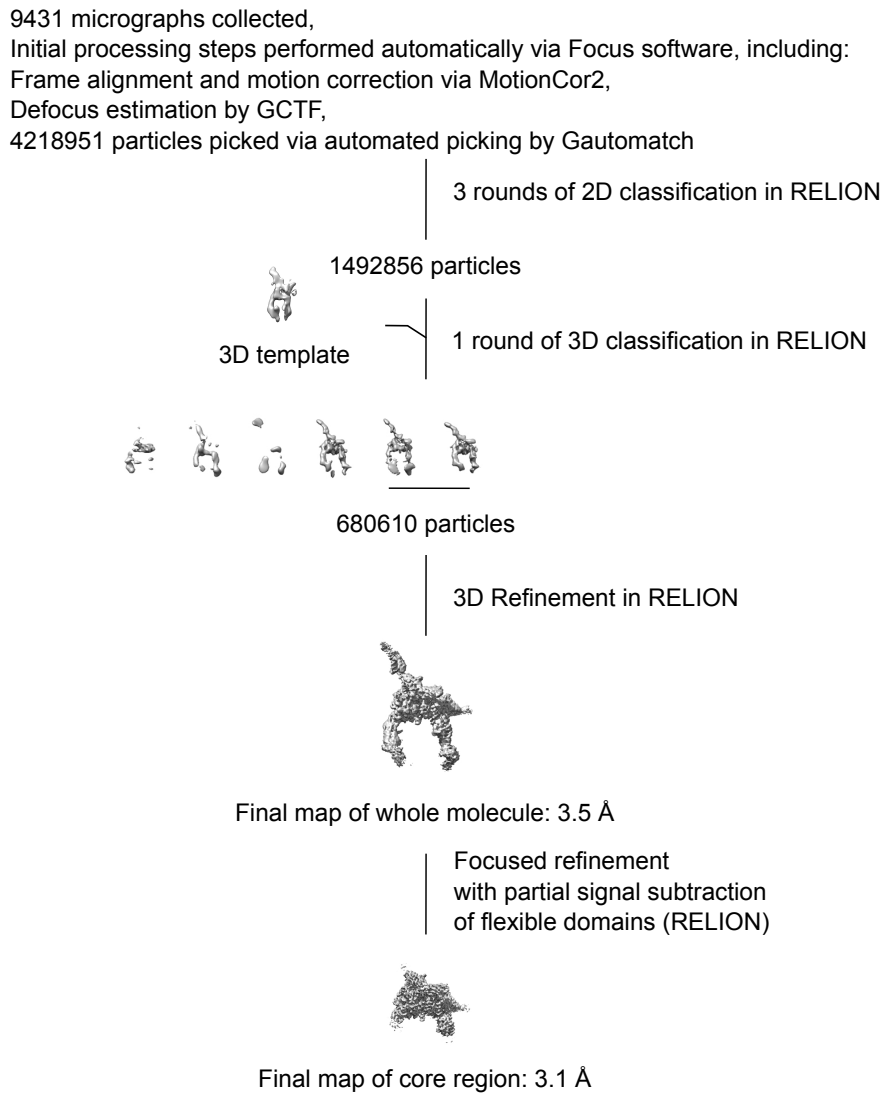 9431 micrographs collected,
Initial processing steps performed automatically via Focus software, including:
Frame alignment and motion correction via MotionCor2,
Defocus estimation by GCTF,
4218951 particles picked via automated picking by Gautomatch
3 rounds of 2D classification in RELION
1492856 particles
3D template
1 round of 3D classification in RELION
680610 particles
3D Refinement in RELION
Final map of whole molecule: 3.5 Å
Focused refinement
with partial signal subtraction
of flexible domains (RELION)
Final map of core region: 3.1 Å